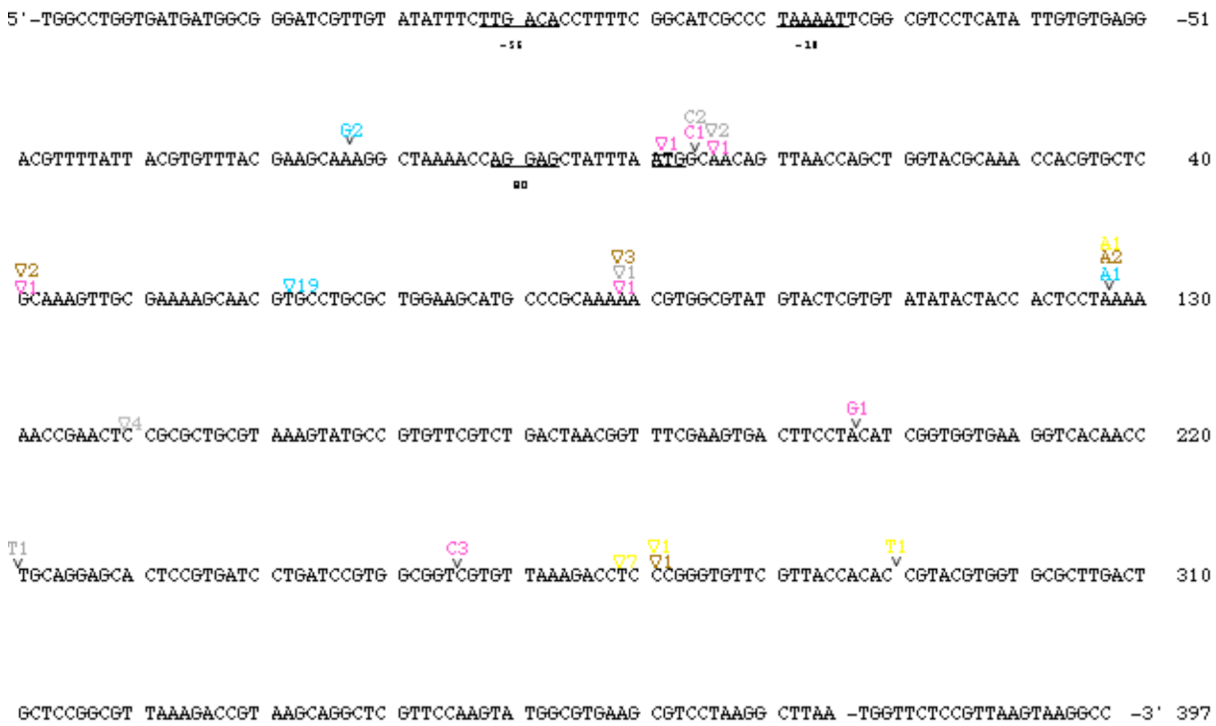 5'-TGGCCTGGTGATGATGGCG GGATCGTTGT ATATTTCTTG ACACCTTTTC GGCATCGCCC TAAAATTCGG CGTCCTCATA TTGTGTGAGG -51
-10
G2 C2
▽1 C1 ▽2
▽1
ACGTTTTATT ACGTGTTTAC GAAGCAAAGG CTAAAACCAG GAGCTATTTA ATGGCAACAG TTAACCAGCT GGTACGCAAA CCACGTGCTC 40
▽2 ▽3 A1
▽1 A2
▽1 ▽19 ▽1 A1
GCAAAGTTGC GAAAAGCAAC GTGCCTGCGC TGGAAGCATG CCCGCAAAAA CGTGGCGTAT GTACTCGTGT ATATACTACC ACTCCTAAAA 130
▽4 G1
AACCGAACTC CGCGCTGCGT AAAGTATGCC GTGTTCGTCT GACTAACGGT TTCGAAGTGA CTTCCTACAT CGGTGGTGAA GGTCACAACC 220
T1 C3 ▽7 ▽1 T1
▽1
TGCAGGAGCA CTCCGTGATC CTGATCCGTG GCGGTCGTGT TAAAGACCTC CCGGGTGTTC GTTACCACAC CGTACGTGGT GCGCTTGACT 310
GCTCCGGCGT TAAAGACCGT AAGCAGGCTC GTTCCAAGTA TGGCGTGAAG CGTCCTAAGG CTTAA -TGGTTCTCCGTTAAGTAAGGCC -3' 397